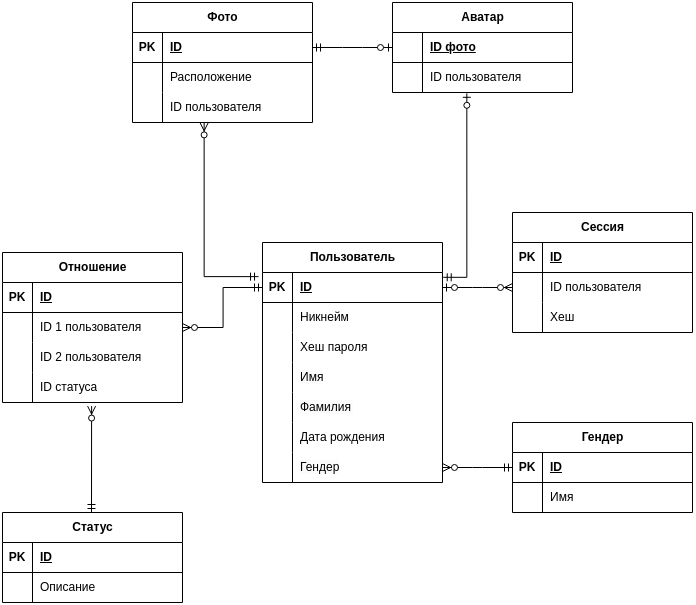 Фото
PK ID
Расположение
ID пользователя
Аватар
ID фото
ID пользователя
Отношение
PK ID
ID 1 пользователя
ID 2 пользователя
ID статуса
Пользователь
PK ID
Никнейм
Хеш пароля
Имя
Фамилия
Дата рождения
Гендер
Сессия
PK ID
ID пользователя
Хеш
Гендер
PK ID
Имя
Статус
PK ID
Описание